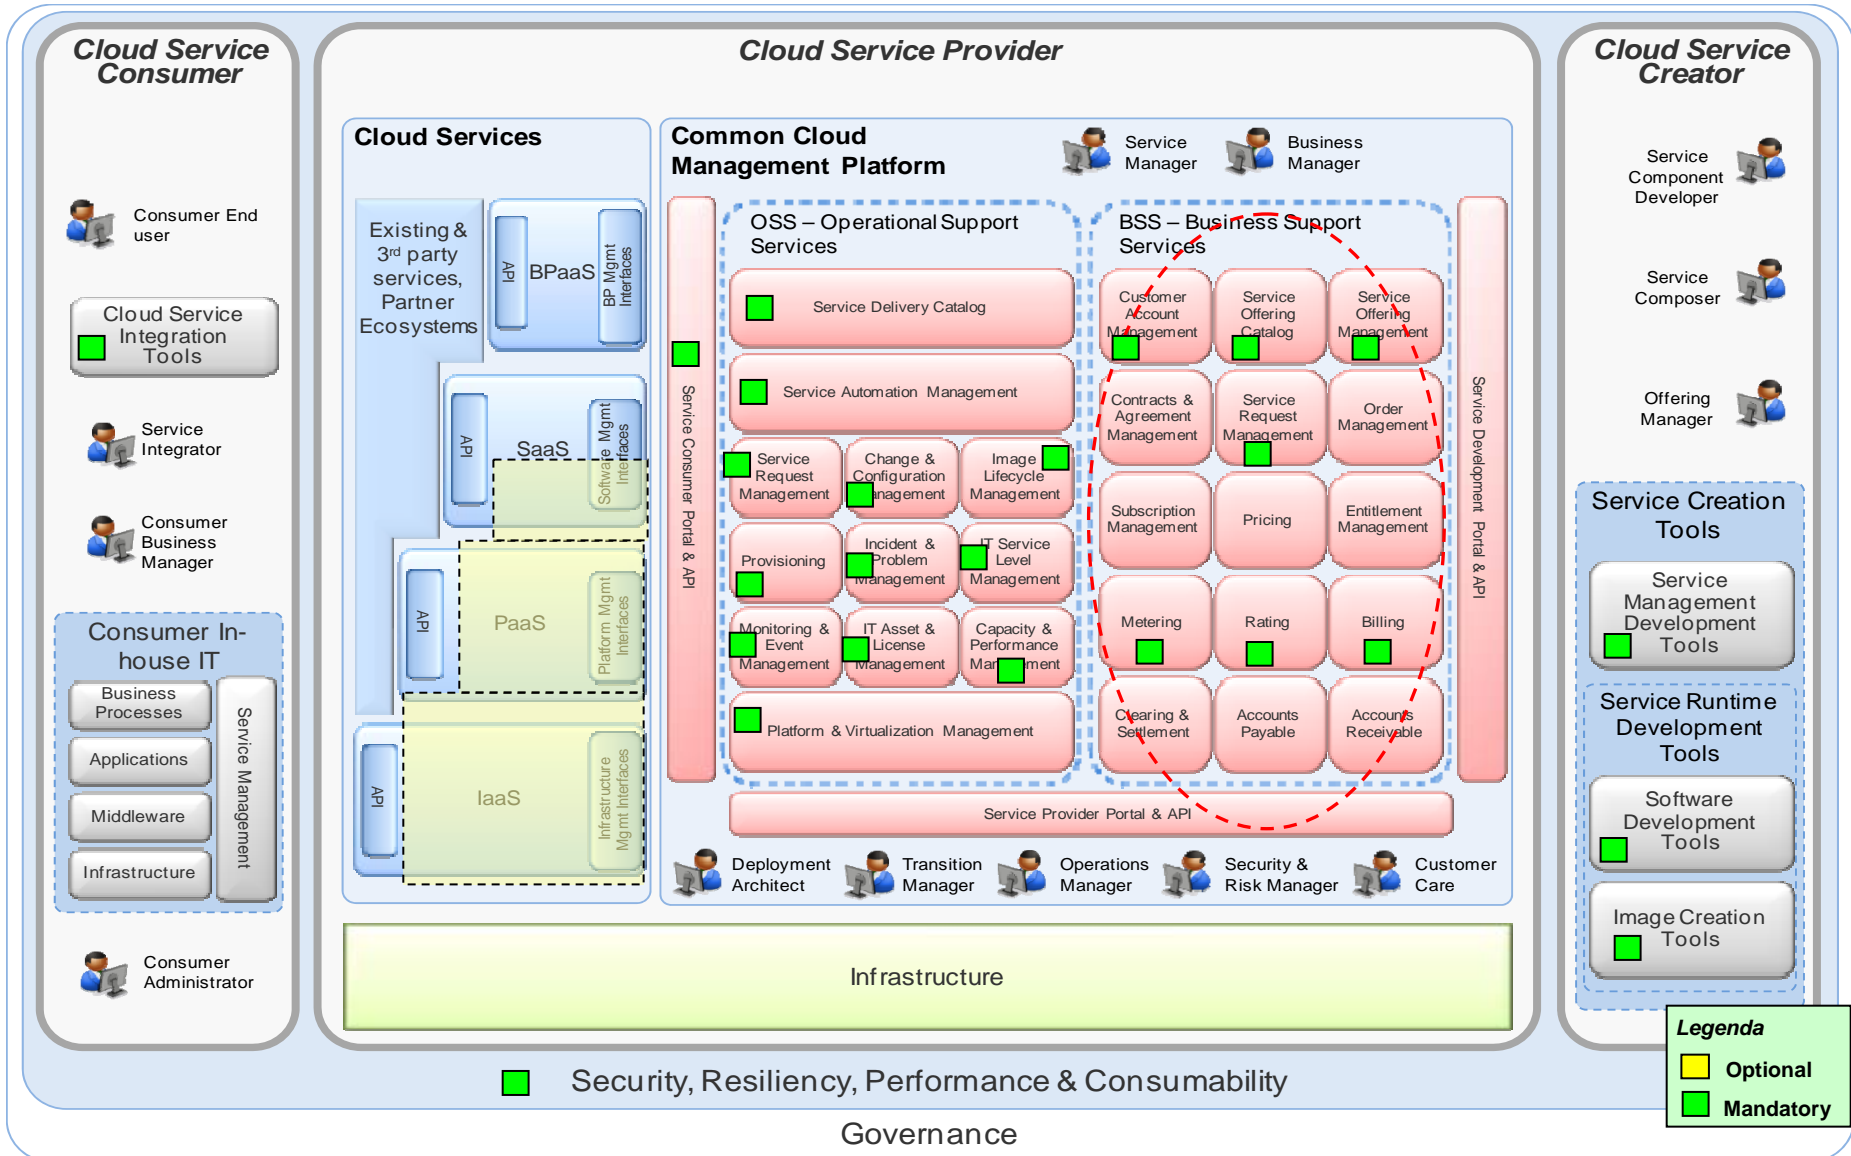 Cloud Service
Consumer
Consumer End
user
Cloud Service
Integration
Tools
Service
Integrator
Consumer
Business
Manager
Consumer In-
house IT
Business
Processes
Applications
Middleware
Infrastructure
Service Management
Consumer
Administrator
Cloud Service Provider
Cloud Services
Existing &
3rd party
services,
Partner
Ecosystems
API
BPaaS
BP Mgmt
Interfaces
API
SaaS
Software Mgmt
Interfaces
API
PaaS
Platform Mgmt
Interfaces
API
IaaS
Infrastructure
Mgmt Interfaces
Common Cloud
Management Platform
Service
Manager
Business
Manager
Service Consumer Portal & API
OSS – Operational Support
Services
Service Delivery Catalog
Service Automation Management
Service
Request
Management
Change &
Configuration
Management
Image
Lifecycle
Management
Provisioning
Incident &
Problem
Management
IT Service
Level
Management
Monitoring &
Event
Management
IT Asset &
License
Management
Capacity &
Performance
Management
Platform & Virtualization Management
BSS – Business Support
Services
Customer
Account
Management
Service
Offering
Catalog
Service
Offering
Management
Contracts &
Agreement
Management
Service
Request
Management
Order
Management
Subscription
Management
Pricing
Entitlement
Management
Metering
Rating
Billing
Clearing &
Settlement
Accounts
Payable
Accounts
Receivable
Service Development Portal & API
Service Provider Portal & API
Deployment
Architect
Transition
Manager
Operations
Manager
Security &
Risk Manager
Customer
Care
Infrastructure
Cloud Service
Creator
Service
Component
Developer
Service
Composer
Offering
Manager
Service Creation
Tools
Service
Management
Development
Tools
Service Runtime
Development
Tools
Software
Development
Tools
Image Creation
Tools
Legenda
Optional
Mandatory
Security, Resiliency, Performance & Consumability
Governance